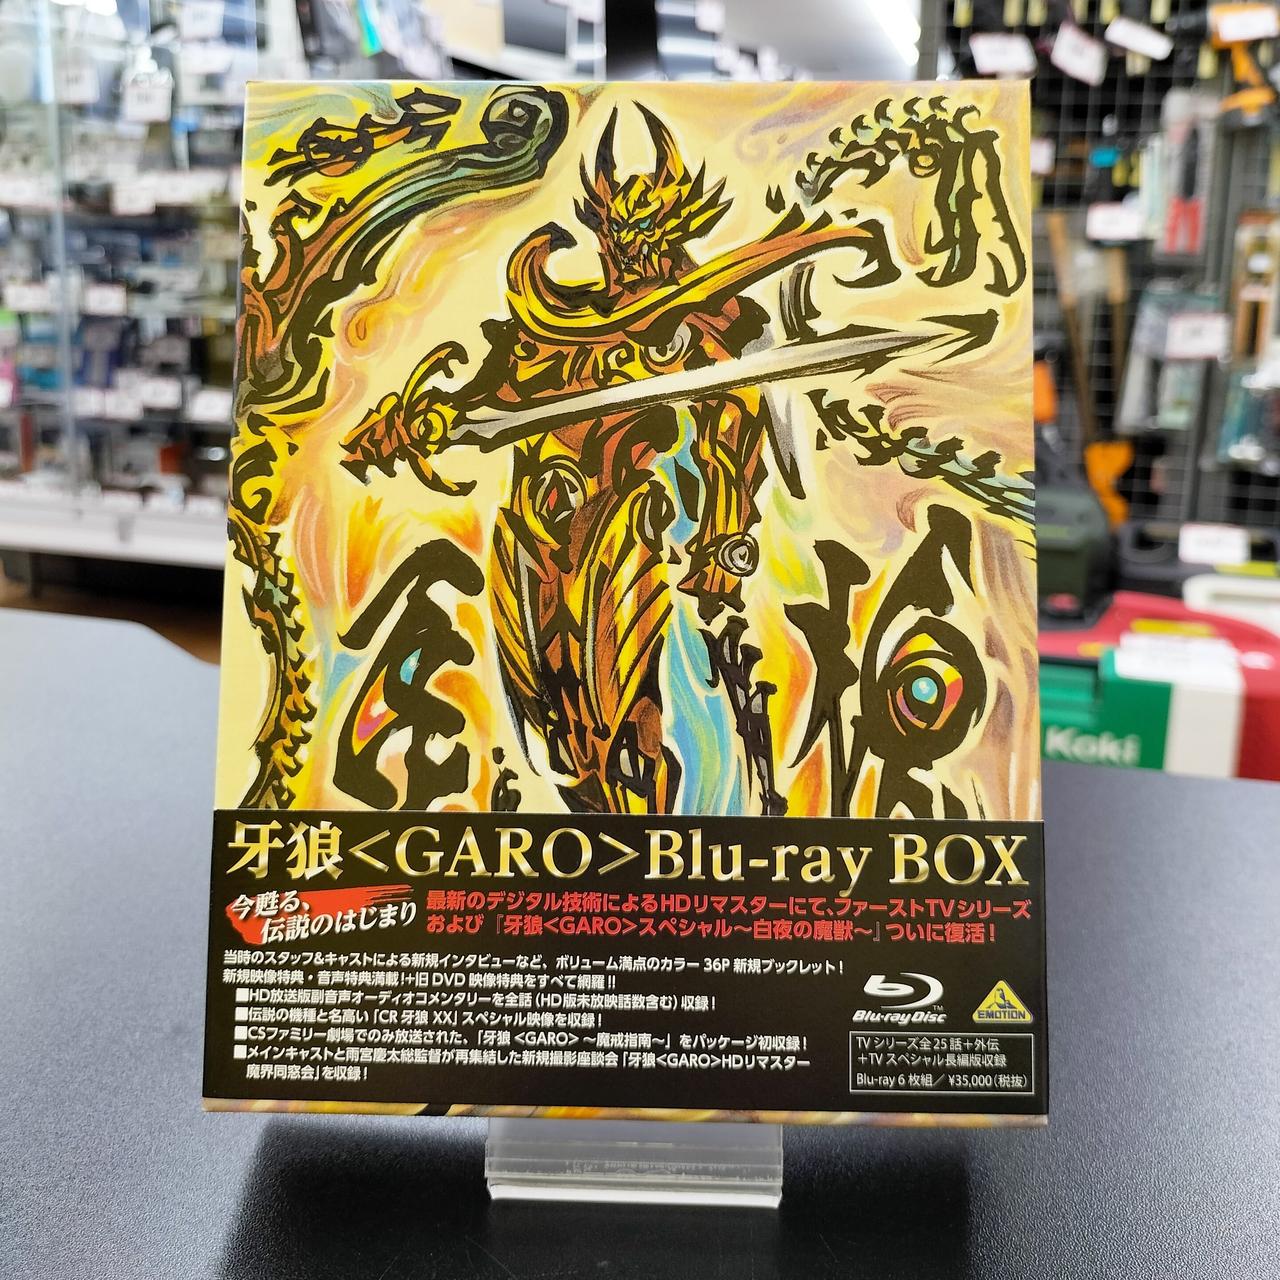 金狼
牙狼<GARO>Blu-ray BOX
今甦る、
伝説のはじまり
最新のデジタル技術によるHDリマスターにて、ファーストTVシリーズ
および『牙狼<GARO>スペシャル〜白夜の魔獣〜』ついに復活！
当時のスタッフ&キャストによる新規インタビューなど、ボリューム満点のカラー36P新規ブックレット！
新規映像特典・音声特典満載!+旧DVD映像特典をすべて網羅!!
■HD放送版副音声オーディオコメンタリーを全話(HD版未放映話数含む)収録！
■伝説の機種と名高い「CR牙狼XX」スペシャル映像を収録！
■CSファミリー劇場でのみ放送された、「牙狼<GARO>〜魔戒指南〜」をパッケージ初収録！
■メインキャストと雨宮慶太総監督が再集結した新規撮影座談会「牙狼<GARO>HDリマスター
魔界同窓会」を収録！
Blu-ray Disc
EMOTION
TVシリーズ全25話+外伝
+TVスペシャル長編版収録
Blu-ray 6枚組／¥35,000(税抜)
Koki